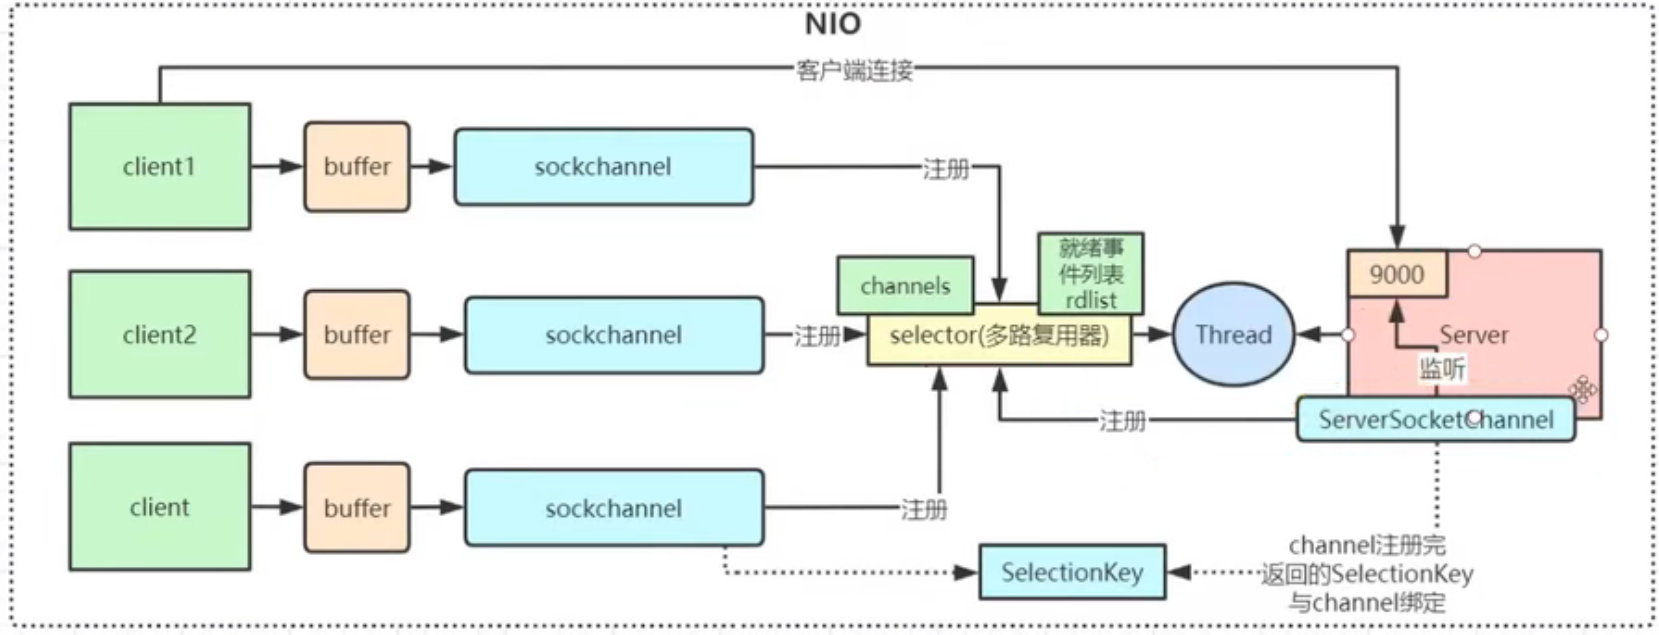 NIO
客户端连接
client1
buffer
sockchannel
注册
client2
buffer
sockchannel
注册
channels
就绪事
件列表
rdlist
selector(多路复用器)
Thread
9000
Server
监听
ServerSocketChannel
注册
client
buffer
sockchannel
注册
SelectionKey
channel注册完
返回的SelectionKey
与channel绑定